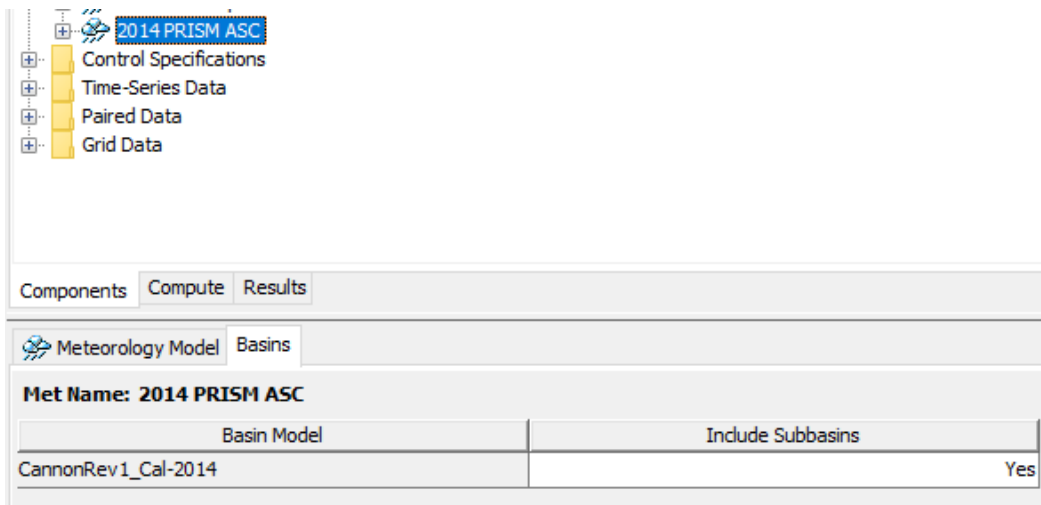 2014 PRISM ASC
Control Specifications
Time-Series Data
Paired Data
Grid Data
Components Compute Results
Meteorology Model Basins
Met Name: 2014 PRISM ASC
Basin Model Include Subbasins
CannonRev1_Cal-2014 Yes